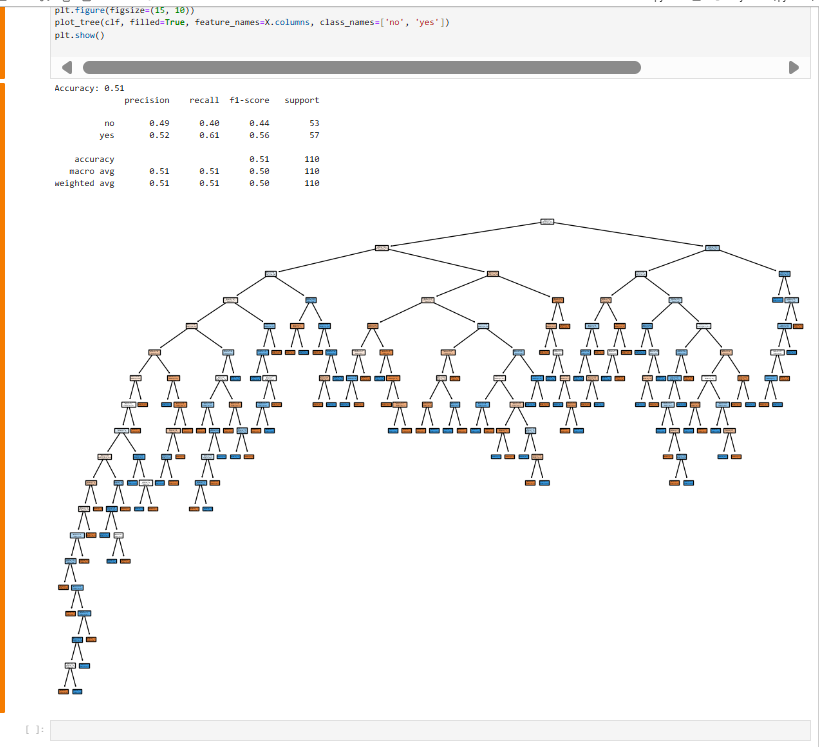 plt.figure(figsize=(15, 10))
plot_tree(clf, filled=True, feature_names=X.columns, class_names=['no', 'yes'])
plt.show()
Accuracy: 0.51
precision recall f1-score support
no 0.49 0.40 0.44 53
yes 0.52 0.61 0.56 57
accuracy 0.51 110
macro avg 0.51 0.51 0.50 110
weighted avg 0.51 0.51 0.50 110
[ ]: